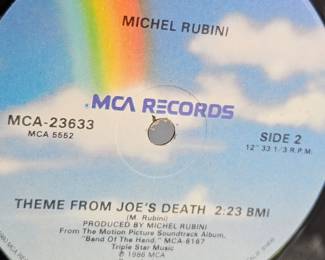 MICHEL RUBINI
MCA RECORDS
MCA-23633
MCA 5552
SIDE 2
12" 33 1/3 R.P.M.
THEME FROM JOE'S DEATH 2:23 BMI
(M. Rubini)
PRODUCED BY MICHEL RUBINI
From The Motion Picture Soundtrack Album,
"Band Of The Hand," MCA-6167
Triple Star Music
℗ 1986 MCA